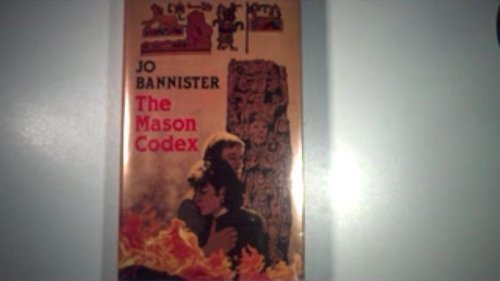 JO
BANNISTER
The
Mason
Codex